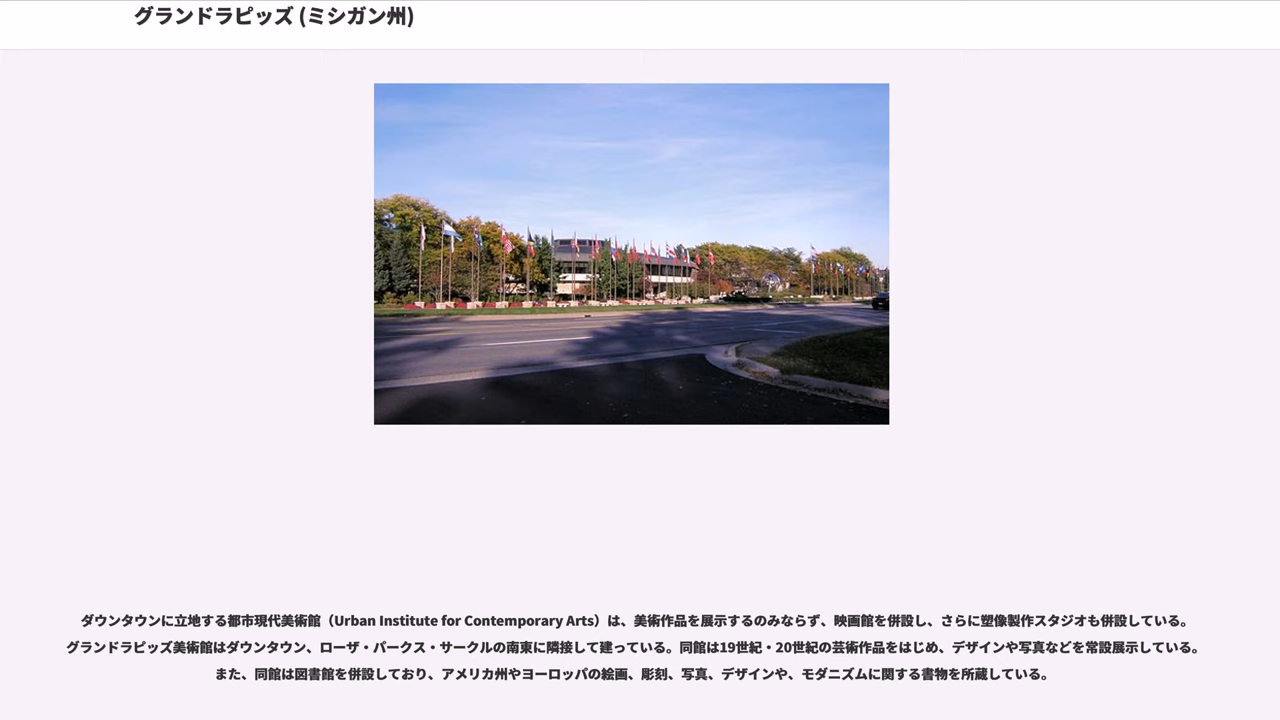 グランドラピッズ (ミシガン州)
ダウンタウンに立地する都市現代美術館（Urban Institute for Contemporary Arts）は、美術作品を展示するのみならず、映画館を併設し、さらに塑像製作スタジオも併設している。
グランドラピッズ美術館はダウンタウン、ローザ・パークス・サークルの南東に隣接して建っている。同館は19世紀・20世紀の芸術作品をはじめ、デザインや写真などを常設展示している。
また、同館は図書館を併設しており、アメリカ州やヨーロッパの絵画、彫刻、写真、デザインや、モダニズムに関する書物を所蔵している。